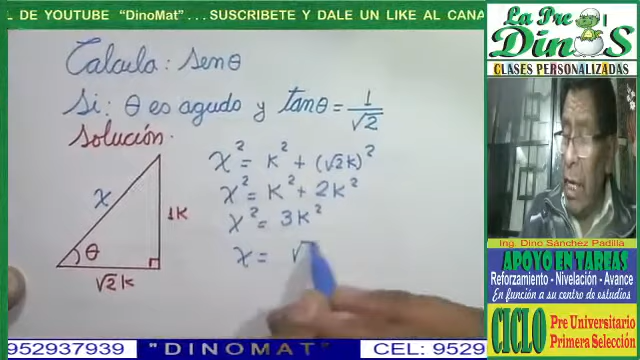 L DE YOUTUBE "DinoMat" ... SUSCRIBETE Y DALE UN LIKE AL CANA
La Pre
DinoS
CLASES PERSONALIZADAS
Calcula: Senθ
Si: θ es agudo y tanθ = 1/√2
Solución.
x² = K² + (√2K)²
x² = K² + 2K²
x² = 3K²
x = √
x
1K
θ
√2 K
Ing. Dino Sánchez Padilla
APOYO EN TAREAS
Reforzamiento - Nivelación - Avance
En función a su centro de estudios
CICLO Pre Universitario
Primera Selección
952937939 "DINOMAT" CEL: 9529